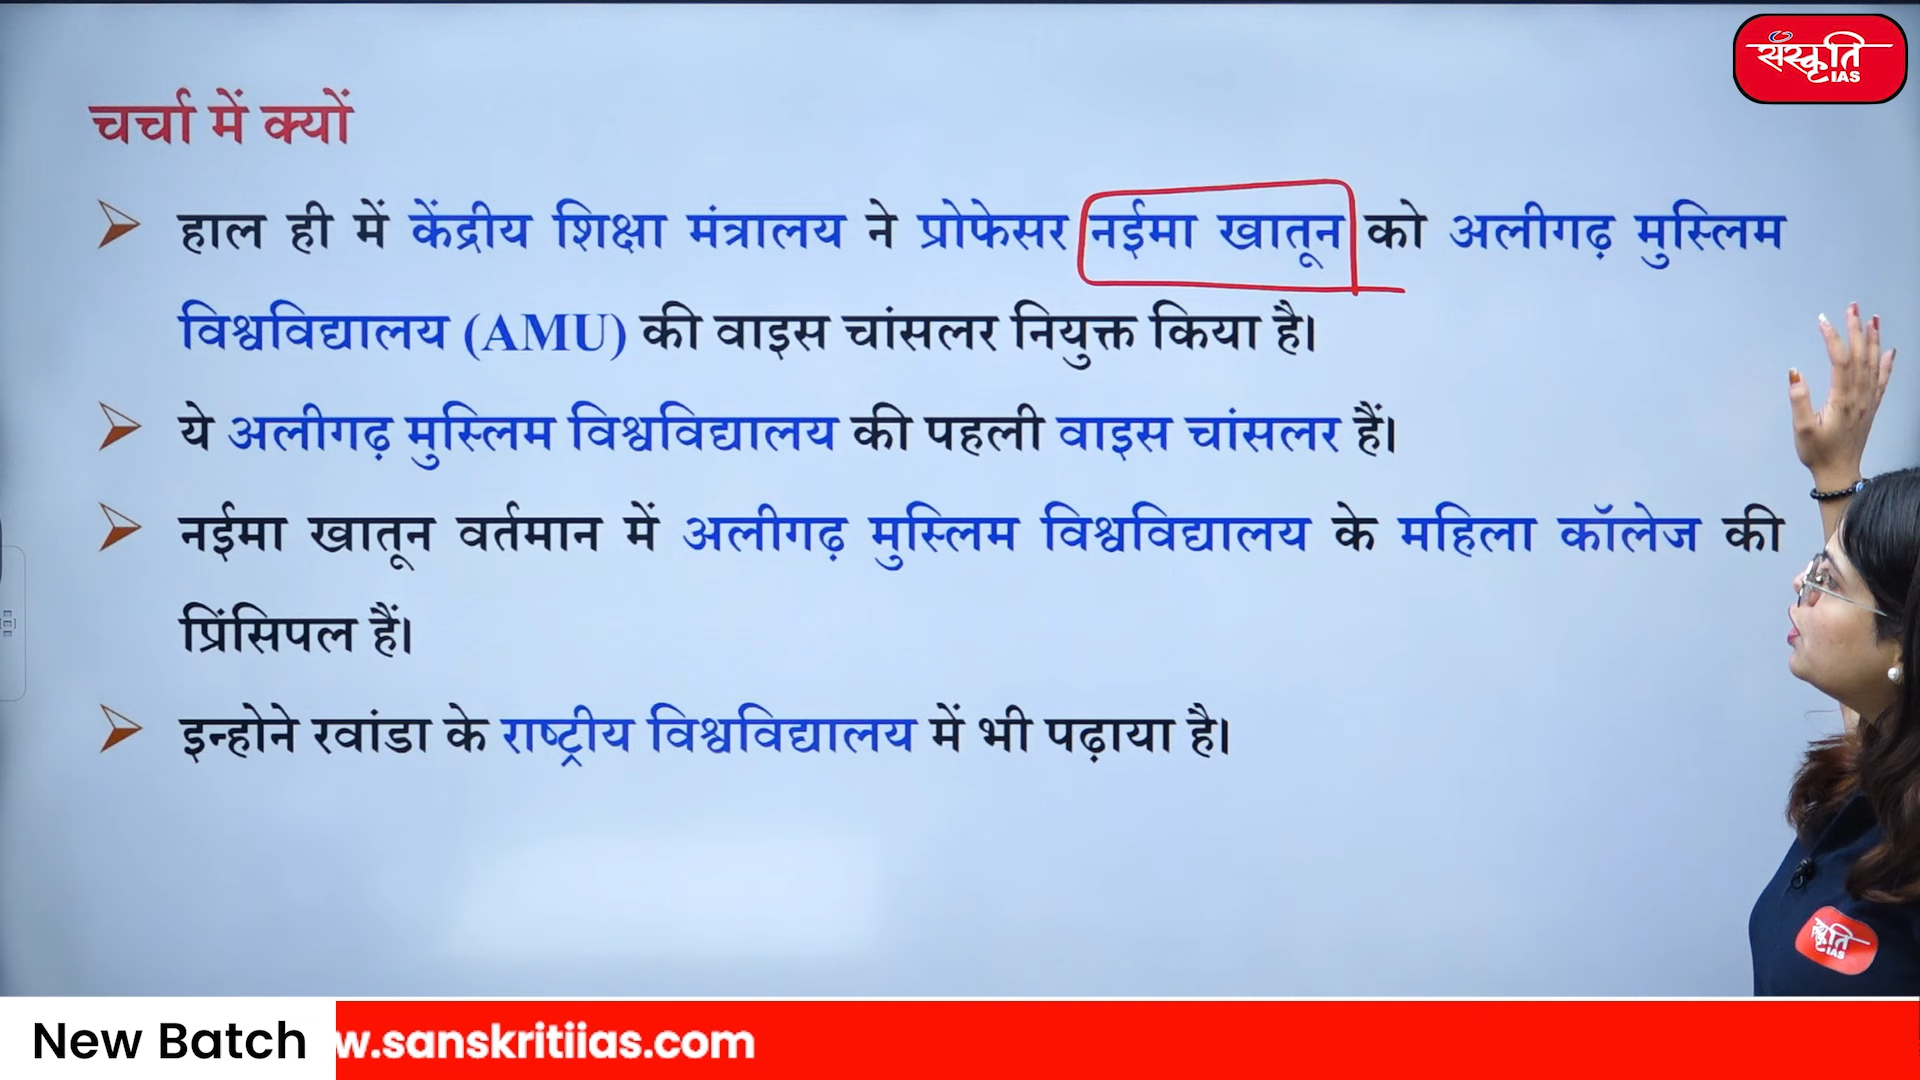 संस्कृति
IAS
चर्चा में क्यों
हाल ही में केंद्रीय शिक्षा मंत्रालय ने प्रोफेसर नईमा खातून को अलीगढ़ मुस्लिम
विश्वविद्यालय (AMU) की वाइस चांसलर नियुक्त किया है।
ये अलीगढ़ मुस्लिम विश्वविद्यालय की पहली वाइस चांसलर हैं।
नईमा खातून वर्तमान में अलीगढ़ मुस्लिम विश्वविद्यालय के महिला कॉलेज की
प्रिंसिपल हैं।
इन्होने रवांडा के राष्ट्रीय विश्वविद्यालय में भी पढ़ाया है।
संस्कृति
IAS
New Batch
w.sanskritiias.com